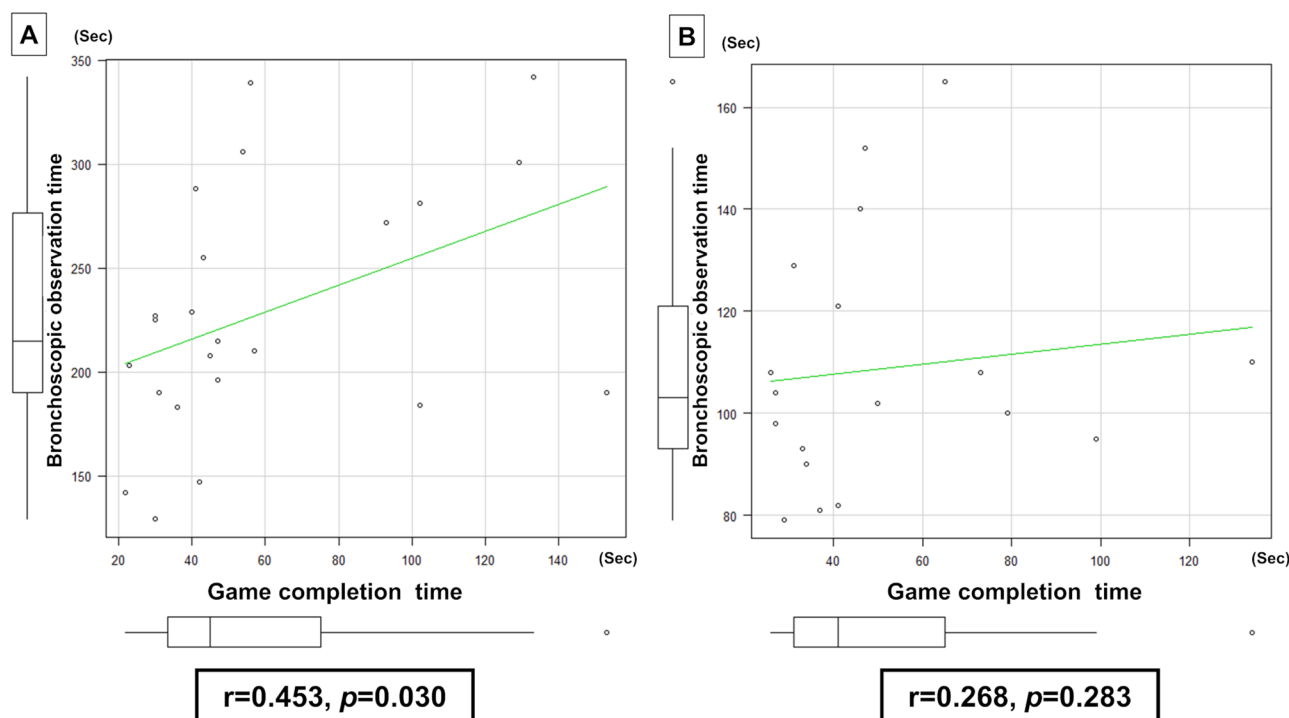 A
(Sec)
350
300
250
200
150
Bronchoscopic observation time
20
40
60
80
100
120
140
(Sec)
Game completion time
r=0.453, p=0.030
B
(Sec)
160
140
120
100
80
Bronchoscopic observation time
40
60
80
100
120
(Sec)
Game completion time
r=0.268, p=0.283